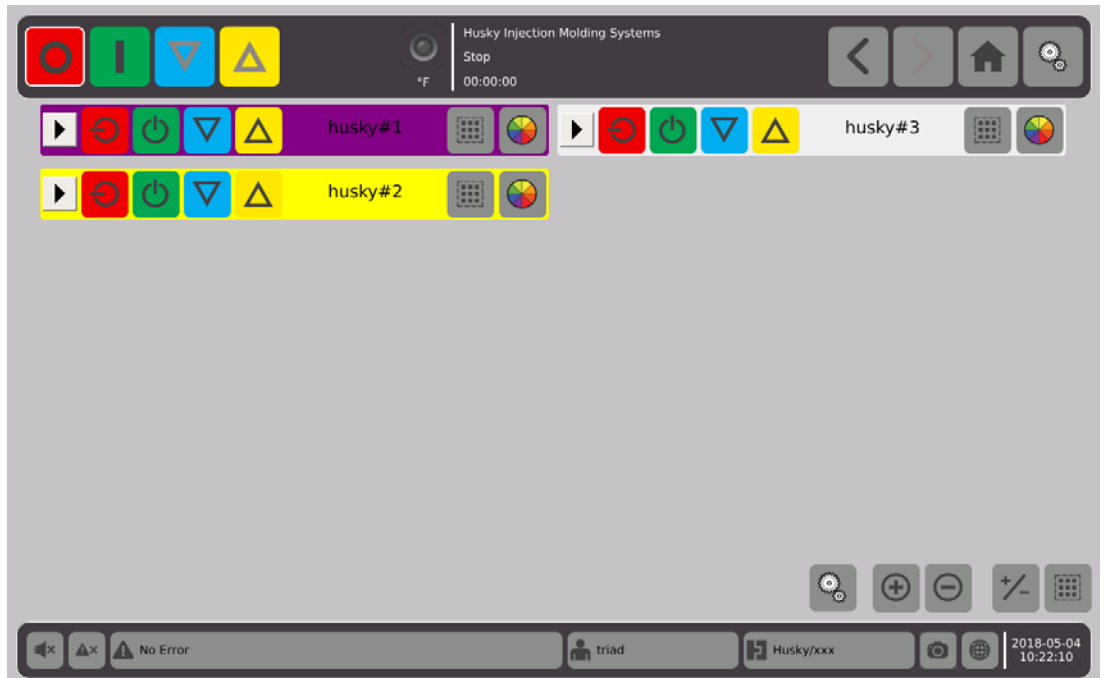 Husky Injection Molding Systems
Stop
°F
00:00:00
husky#1
husky#3
husky#2
+/-
No Error
triad
Husky/xxx
2018-05-04
10:22:10